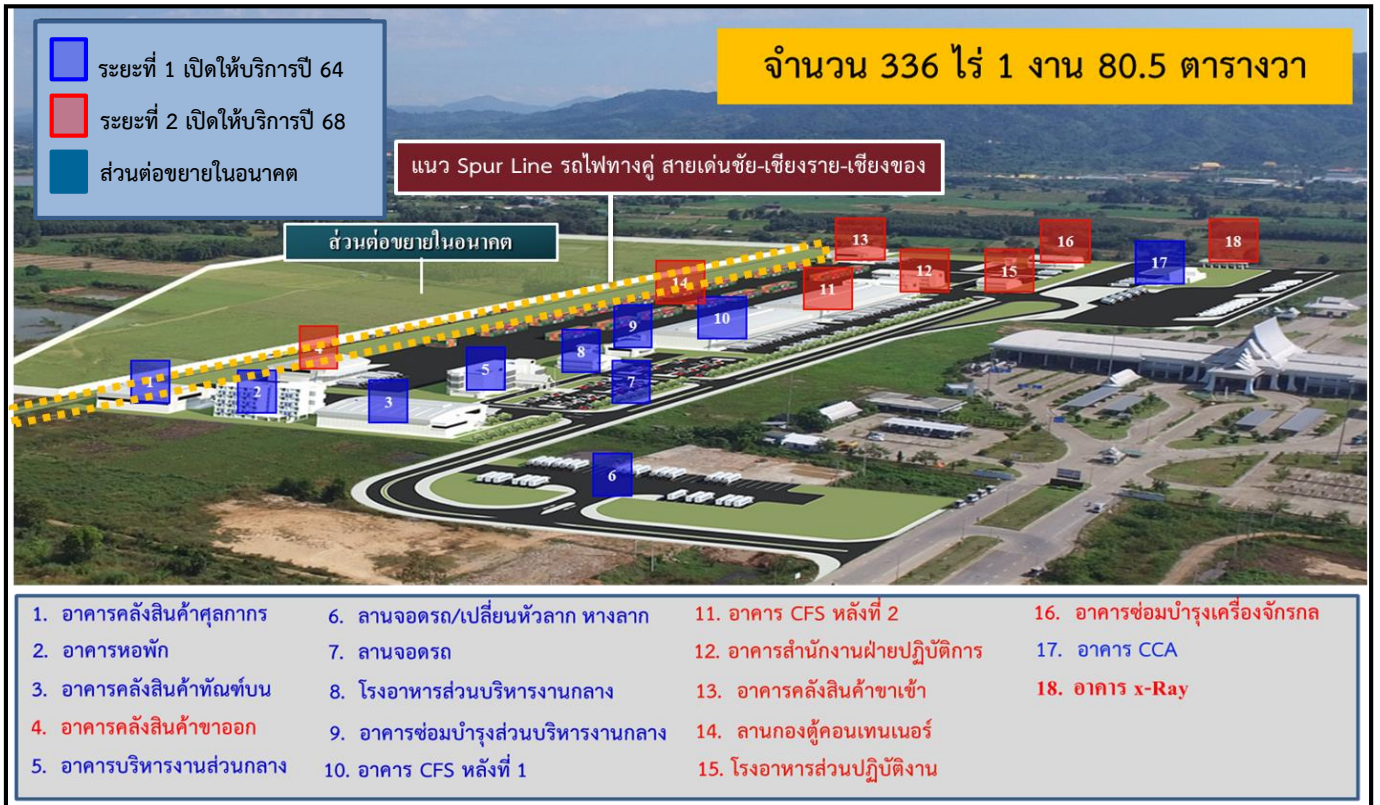 ระยะที่ 1 เปิดให้บริการปี 64
ระยะที่ 2 เปิดให้บริการปี 68
ส่วนต่อขยายในอนาคต
จำนวน 336 ไร่ 1 งาน 80.5 ตารางวา
แนว Spur Line รถไฟทางคู่ สายเด่นชัย-เชียงราย-เชียงของ
ส่วนต่อขยายในอนาคต
13
16
18
17
12
15
14
11
10
9
8
7
5
4
1
2
3
6
1. อาคารคลังสินค้าศุลกากร
2. อาคารหอพัก
3. อาคารคลังสินค้าทัณฑ์บน
4. อาคารคลังสินค้าขาออก
5. อาคารบริหารงานส่วนกลาง
6. ลานจอดรถ/เปลี่ยนหัวลาก หางลาก
7. ลานจอดรถ
8. โรงอาหารส่วนบริหารงานกลาง
9. อาคารซ่อมบำรุงส่วนบริหารงานกลาง
10. อาคาร CFS หลังที่ 1
11. อาคาร CFS หลังที่ 2
12. อาคารสำนักงานฝ่ายปฏิบัติการ
13. อาคารคลังสินค้าขาเข้า
14. ลานกองตู้คอนเทนเนอร์
15. โรงอาหารส่วนปฏิบัติงาน
16. อาคารซ่อมบำรุงเครื่องจักรกล
17. อาคาร CCA
18. อาคาร x-Ray